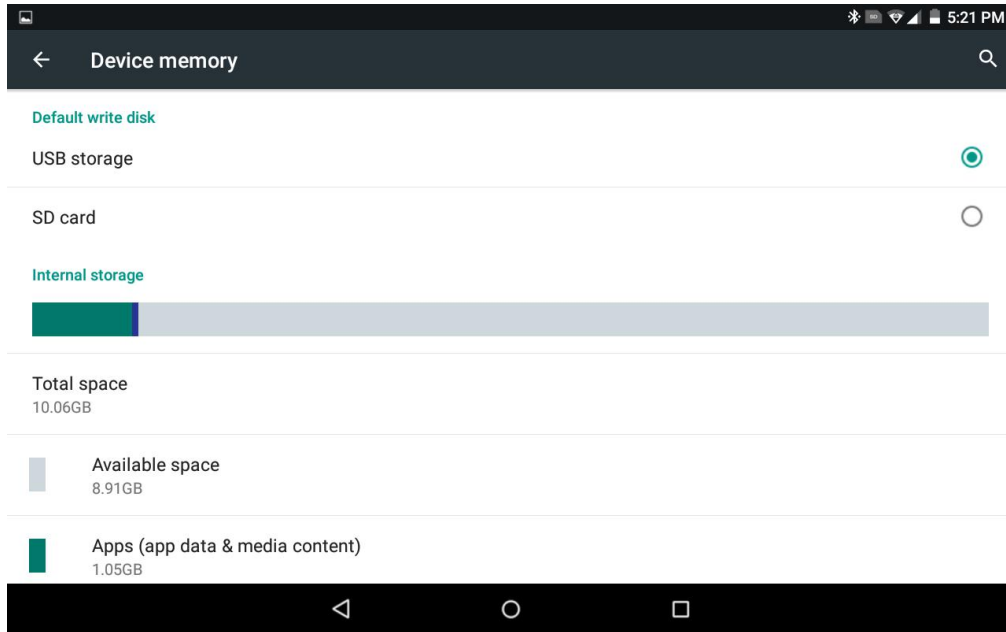 5:21 PM
Device memory
Default write disk
USB storage
SD card
Internal storage
Total space
10.06GB
Available space
8.91GB
Apps (app data & media content)
1.05GB